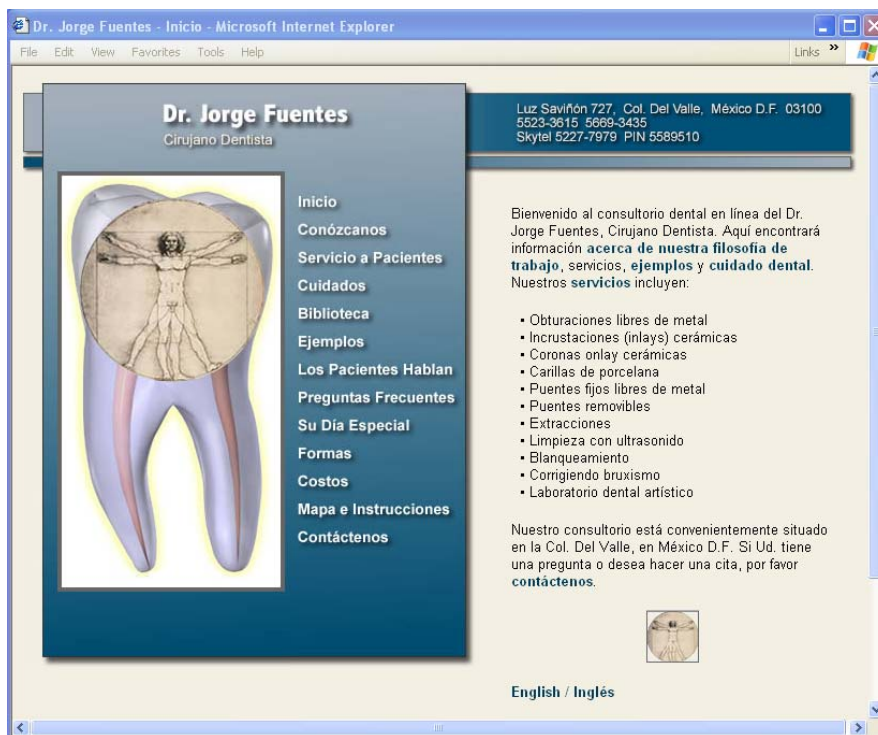 Dr. Jorge Fuentes - Inicio - Microsoft Internet Explorer
File Edit View Favorites Tools Help
Links »
Dr. Jorge Fuentes
Cirujano Dentista
Luz Saviñón 727, Col. Del Valle, México D.F. 03100
5523-3615 5669-3435
Skytel 5227-7979 PIN 5589510
Inicio
Conózcanos
Servicio a Pacientes
Cuidados
Biblioteca
Ejemplos
Los Pacientes Hablan
Preguntas Frecuentes
Su Día Especial
Formas
Costos
Mapa e Instrucciones
Contáctenos
Bienvenido al consultorio dental en línea del Dr.
Jorge Fuentes, Cirujano Dentista. Aquí encontrará
información acerca de nuestra filosofía de
trabajo, servicios, ejemplos y cuidado dental.
Nuestros servicios incluyen:
▪ Obturaciones libres de metal
▪ Incrustaciones (inlays) cerámicas
▪ Coronas onlay cerámicas
▪ Carillas de porcelana
▪ Puentes fijos libres de metal
▪ Puentes removibles
▪ Extracciones
▪ Limpieza con ultrasonido
▪ Blanqueamiento
▪ Corrigiendo bruxismo
▪ Laboratorio dental artístico
Nuestro consultorio está convenientemente situado
en la Col. Del Valle, en México D.F. Si Ud. tiene
una pregunta o desea hacer una cita, por favor
contáctenos.
English / Inglés